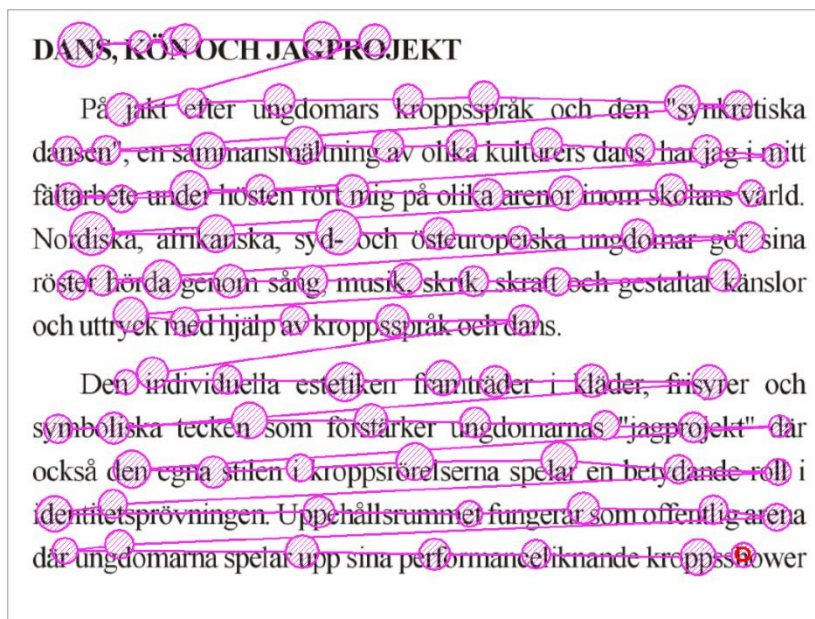 DANS, KÖN OCH JAGPROJEKT
På jakt efter ungdomars kroppsspråk och den "synkretiska
dansen", en sammansmältning av olika kulturers dans, har jag i mitt
fältarbete under hösten rört mig på olika arenor inom skolans värld.
Nordiska, afrikanska, syd- och östeuropeiska ungdomar gör sina
röster hörda genom sång, musik, skrik, skratt och gestaltar känslor
och uttryck med hjälp av kroppsspråk och dans.
Den individuella estetiken framträder i kläder, frisyrer och
symboliska tecken som förstärker ungdomarnas "jagprojekt" där
också den egna stilen i kroppsrörelserna spelar en betydande roll i
identitetsprövningen. Uppehållsrummet fungerar som offentlig arena
där ungdomarna spelar upp sina performanceliknande kroppsshower